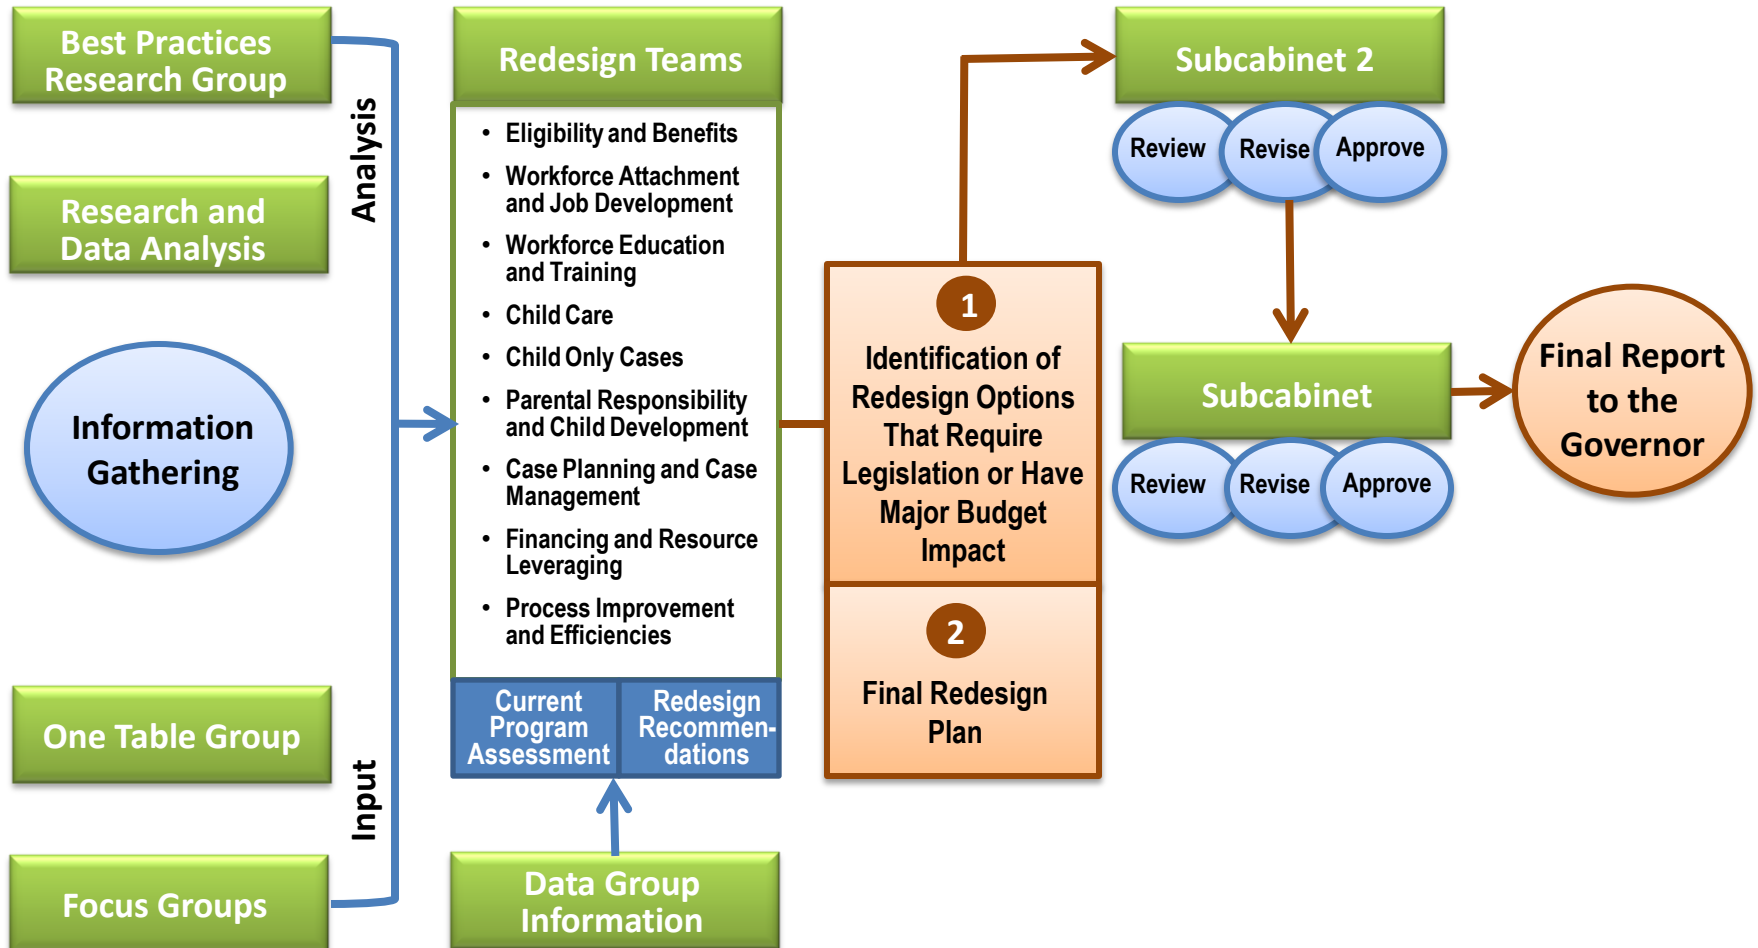 Best Practices
Research Group
Research and
Data Analysis
Information
Gathering
One Table Group
Focus Groups
Analysis
Input
Redesign Teams
• Eligibility and Benefits
• Workforce Attachment
and Job Development
• Workforce Education
and Training
• Child Care
• Child Only Cases
• Parental Responsibility
and Child Development
• Case Planning and Case
Management
• Financing and Resource
Leveraging
• Process Improvement
and Efficiencies
Current
Program
Assessment
Redesign
Recommen-
dations
Data Group
Information
1
Identification of
Redesign Options
That Require
Legislation or Have
Major Budget
Impact
2
Final Redesign
Plan
Subcabinet 2
Review
Revise
Approve
Subcabinet
Review
Revise
Approve
Final Report
to the
Governor